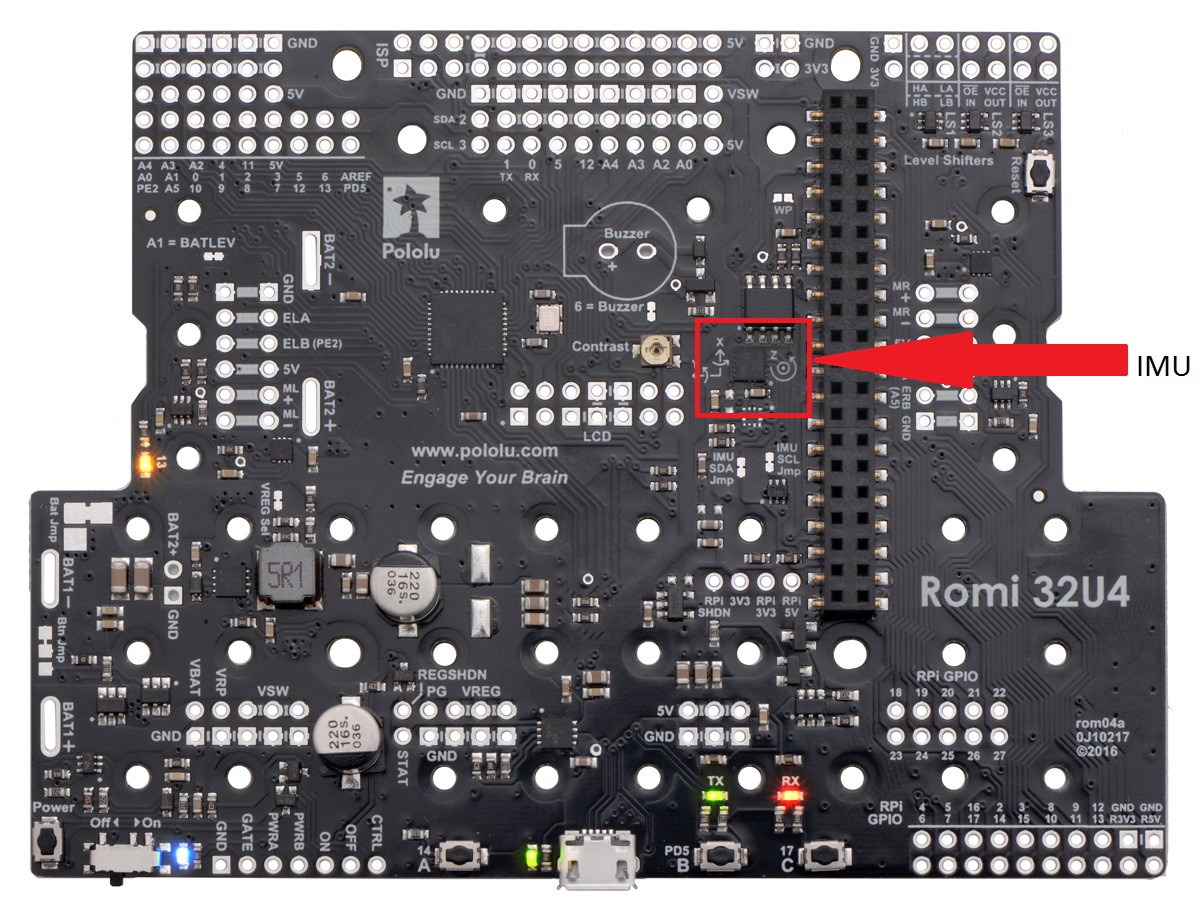 GND
ISP
5V
GND
3V3
GND 3V3
5V
GND
VSW
HA LA OE VCC OE VCC
HB LB IN OUT IN OUT
SDA 2
SCL 3
5V
LS1
LS2
LS3
A4 A3 A2 4 11 5V
A0 A1 0 1 2 3 5 6 AREF
PE2 A5 10 9 8 7 12 13 PD5
1 0 5 12 A4 A3 A2 A0
TX RX
Level Shifters
Reset
Pololu
WP
A1 = BATLEV
BAT2 –
Buzzer
+
6 = Buzzer
GND
ELA
ELB (PE2)
5V
ML +
ML –
BAT2 +
MR +
MR –
Contrast
X
Z
IMU
ERB (A5)
GND
LCD
www.pololu.com
Engage Your Brain
IMU SDA Jmp
IMU SCL Jmp
13
VREG Sel
Bat Jmp
BAT2+
BAT1 –
GND
Btn Jmp
BAT1 +
5R1
220
16s.
036
RPI SHDN
3V3
RPI 3V3
RPI 5V
Romi 32U4
VBAT
VRP
VSW
GND
REGSHDN
PG VREG
STAT
GND
220
16s.
036
5V
GND
RPi GPIO
18 19 20 21 22
23 24 25 26 27
rom04a
0J10217
©2016
TX
RX
Power
Off On
GND
GATE
PWRA
PWRB
ON
OFF
CTRL
14
A
PD5
B
17
C
RPi 4 5 16 2 3 8 11 12 GND GND
GPIO 6 7 17 14 15 10 9 13 R3V3 R5V